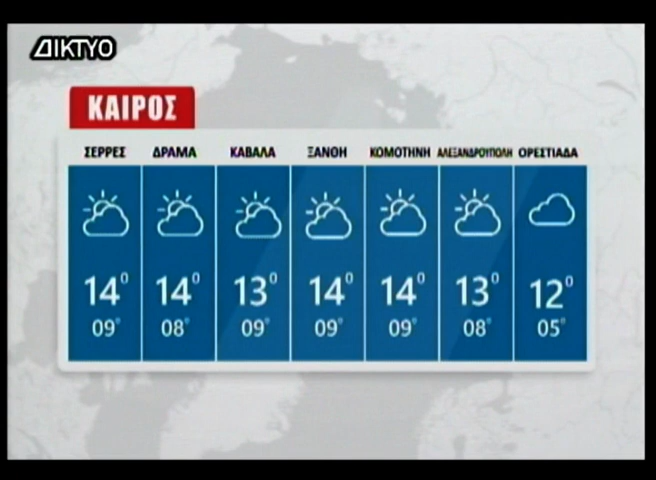 ΔΙΚΤΥΟ
ΚΑΙΡΟΣ
ΣΕΡΡΕΣ ΔΡΑΜΑ ΚΑΒΑΛΑ ΞΑΝΘΗ ΚΟΜΟΤΗΝΗ ΑΛΕΞΑΝΔΡΟΥΠΟΛΗ ΟΡΕΣΤΙΑΔΑ
14° 14° 13° 14° 14° 13° 12°
09° 08° 09° 09° 09° 08° 05°